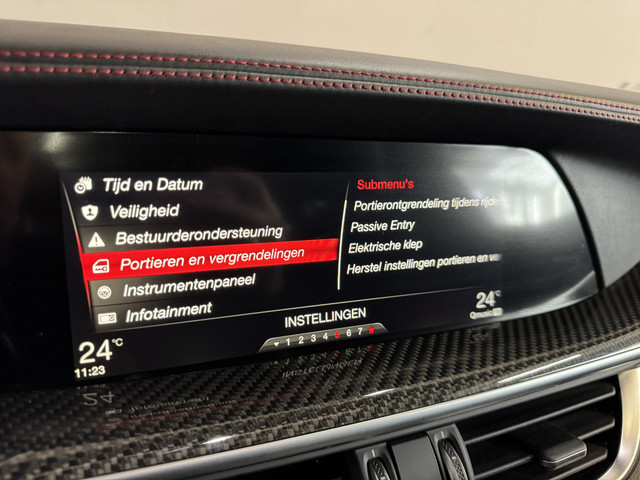 Tijd en Datum
Veiligheid
Bestuurderondersteuning
Portieren en vergrendelingen
Instrumentenpaneel
Infotainment
Submenu's
Portierontgrendeling tijdens rijde
Passive Entry
Elektrische klep
Herstel instellingen portieren en ve
INSTELLINGEN
1 2 3 4 5 6 7
24°C
11:23
24°C
Qmusic